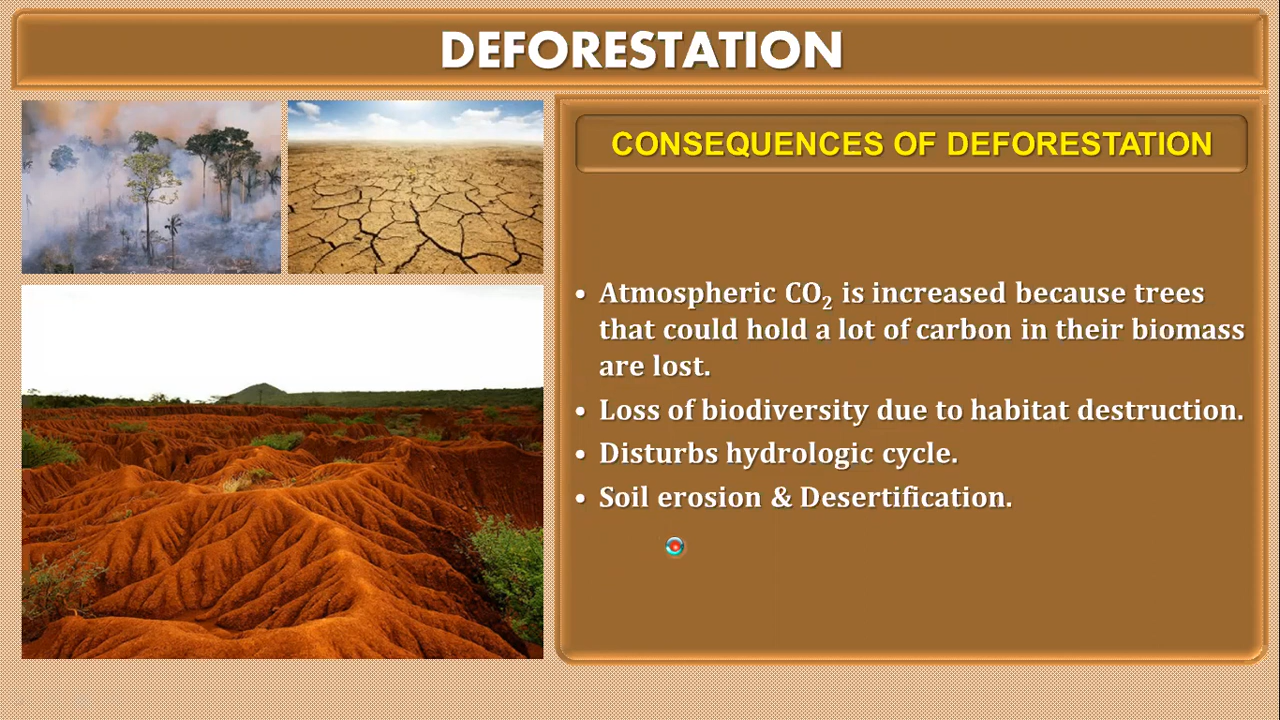 DEFORESTATION
CONSEQUENCES OF DEFORESTATION
• Atmospheric CO₂ is increased because trees
that could hold a lot of carbon in their biomass
are lost.
• Loss of biodiversity due to habitat destruction.
• Disturbs hydrologic cycle.
• Soil erosion & Desertification.